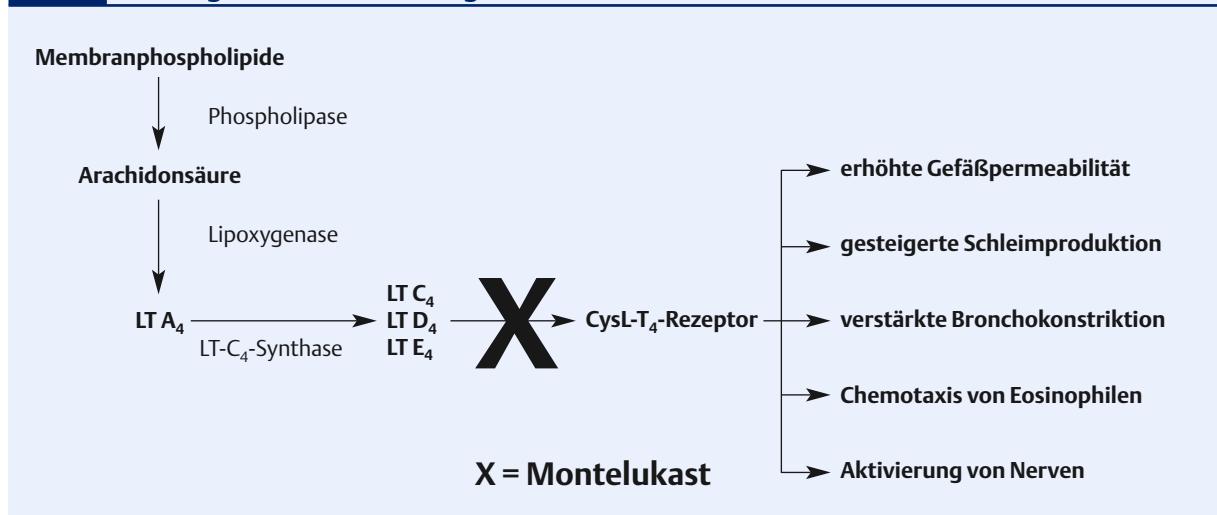 Membranphospholipide
Phospholipase
Arachidonsäure
Lipoxygenase
LT A₄
LT-C₄-Synthase
LT C₄
LT D₄
LT E₄
X
CysL-T₄-Rezeptor
erhöhte Gefäßpermeabilität
gesteigerte Schleimproduktion
verstärkte Bronchokonstriktion
Chemotaxis von Eosinophilen
Aktivierung von Nerven
X = Montelukast